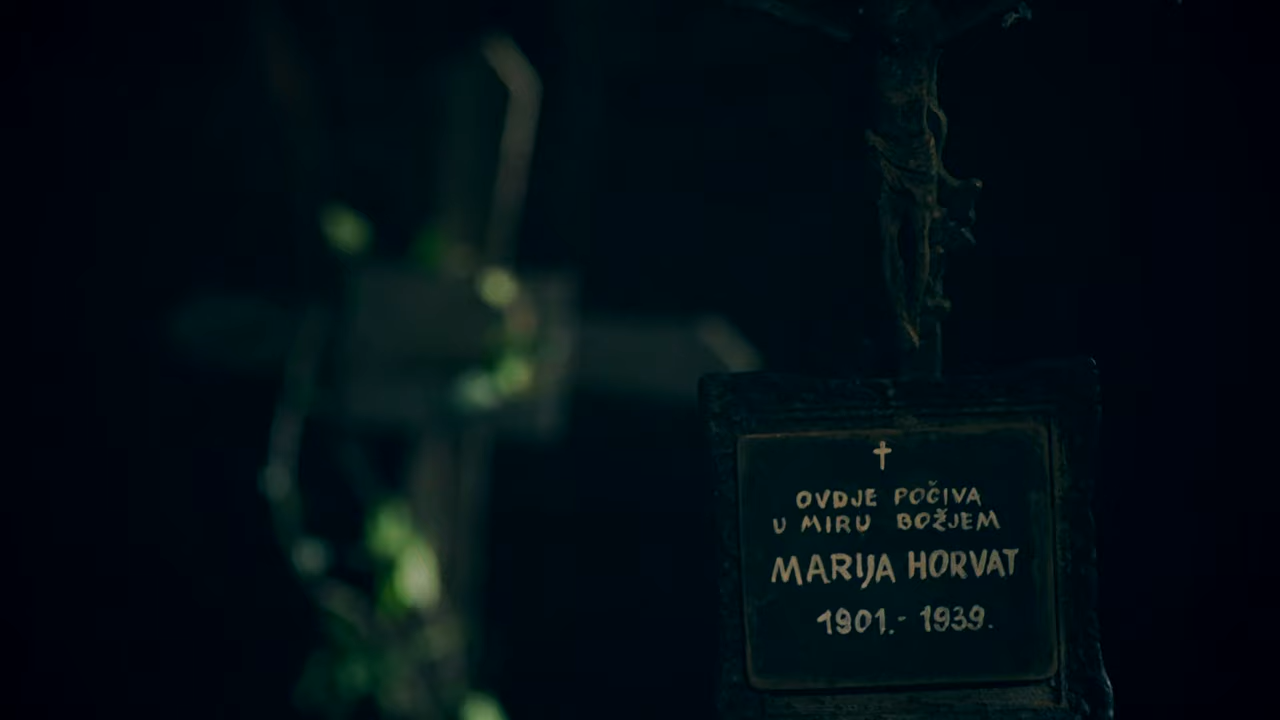 OVDJE POČIVA
U MIRU BOŽJEM
MARIJA HORVAT
1901.- 1939.